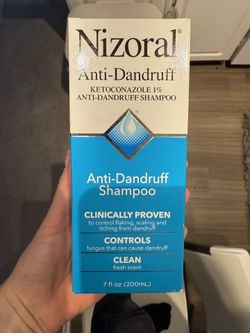 Nizoral®
Anti-Dandruff
KETOCONAZOLE 1%
ANTI-DANDRUFF SHAMPOO
Anti-Dandruff
Shampoo
CLINICALLY PROVEN
to control flaking, scaling and
itching from dandruff
CONTROLS
fungus that can cause dandruff
CLEAN
fresh scent
7 fl oz (200mL)